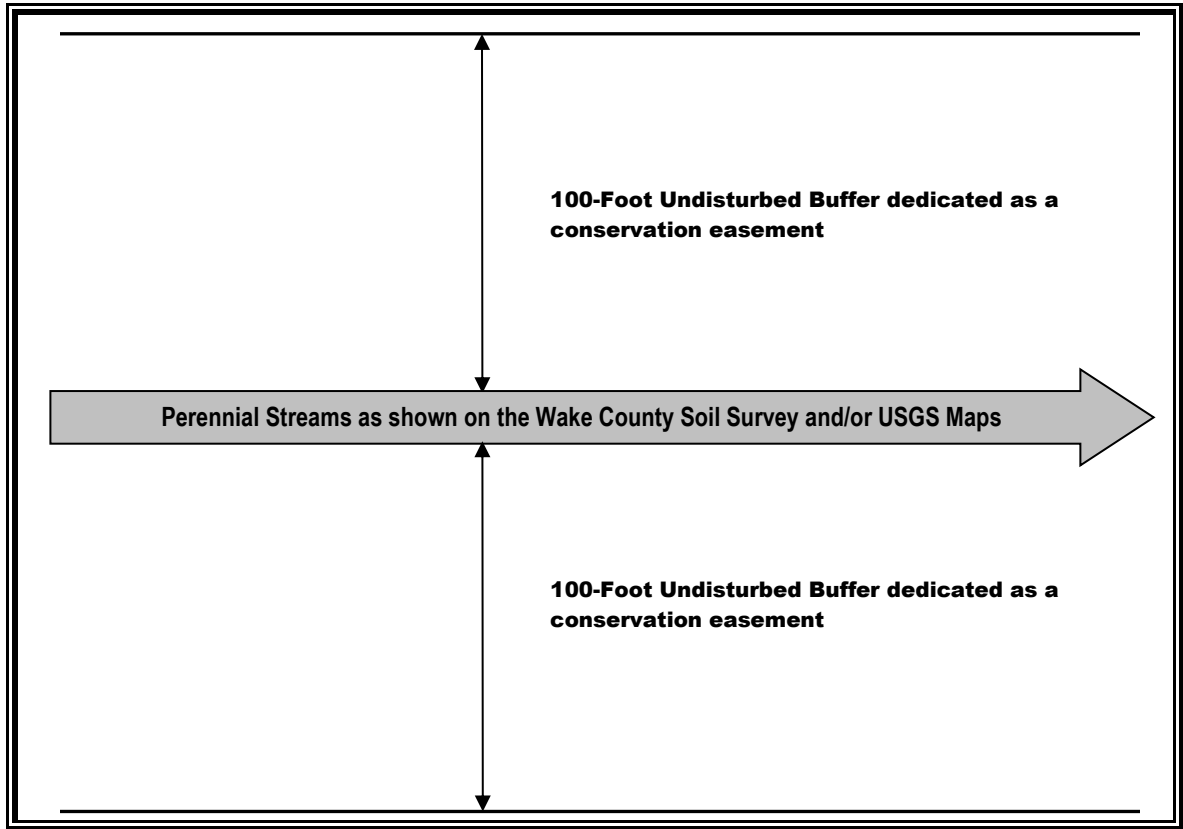 100-Foot Undisturbed Buffer dedicated as a
conservation easement
Perennial Streams as shown on the Wake County Soil Survey and/or USGS Maps
100-Foot Undisturbed Buffer dedicated as a
conservation easement